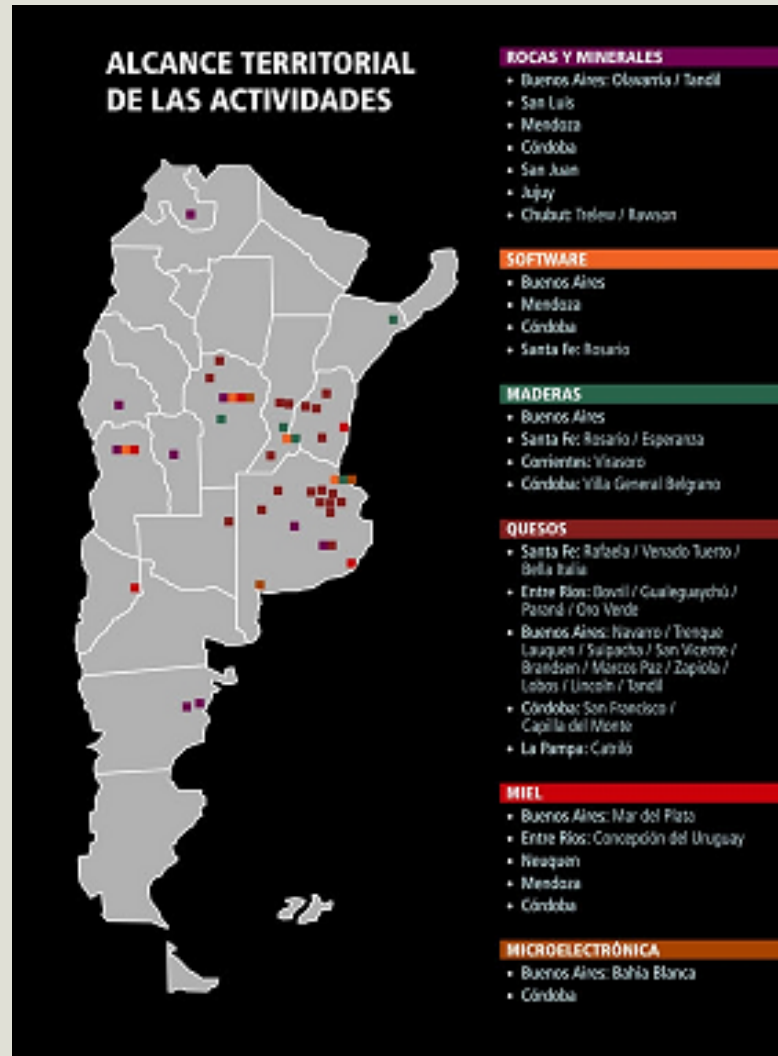 ALCANCE TERRITORIAL
DE LAS ACTIVIDADES
ROCAS Y MINERALES
• Buenos Aires: Olavarría / Tandil
• San Luis
• Mendoza
• Córdoba
• San Juan
• Jujuy
• Chubut: Trelew / Rawson
SOFTWARE
• Buenos Aires
• Mendoza
• Córdoba
• Santa Fe: Rosario
MADERAS
• Buenos Aires
• Santa Fe: Rosario / Esperanza
• Corrientes: Virasoro
• Córdoba: Villa General Belgrano
QUESOS
• Santa Fe: Rafaela / Venado Tuerto /
Bella Italia
• Entre Ríos: Bovril / Gualeguaychú /
Paraná / Oro Verde
• Buenos Aires: Navarro / Trenque
Lauquen / Suipacha / San Vicente /
Brandsen / Marcos Paz / Zapiola /
Lobos / Lincoln / Tandil
• Córdoba: San Francisco /
Capilla del Monte
• La Pampa: Catriló
MIEL
• Buenos Aires: Mar del Plata
• Entre Ríos: Concepción del Uruguay
• Neuquen
• Mendoza
• Córdoba
MICROELECTRÓNICA
• Buenos Aires: Bahía Blanca
• Córdoba